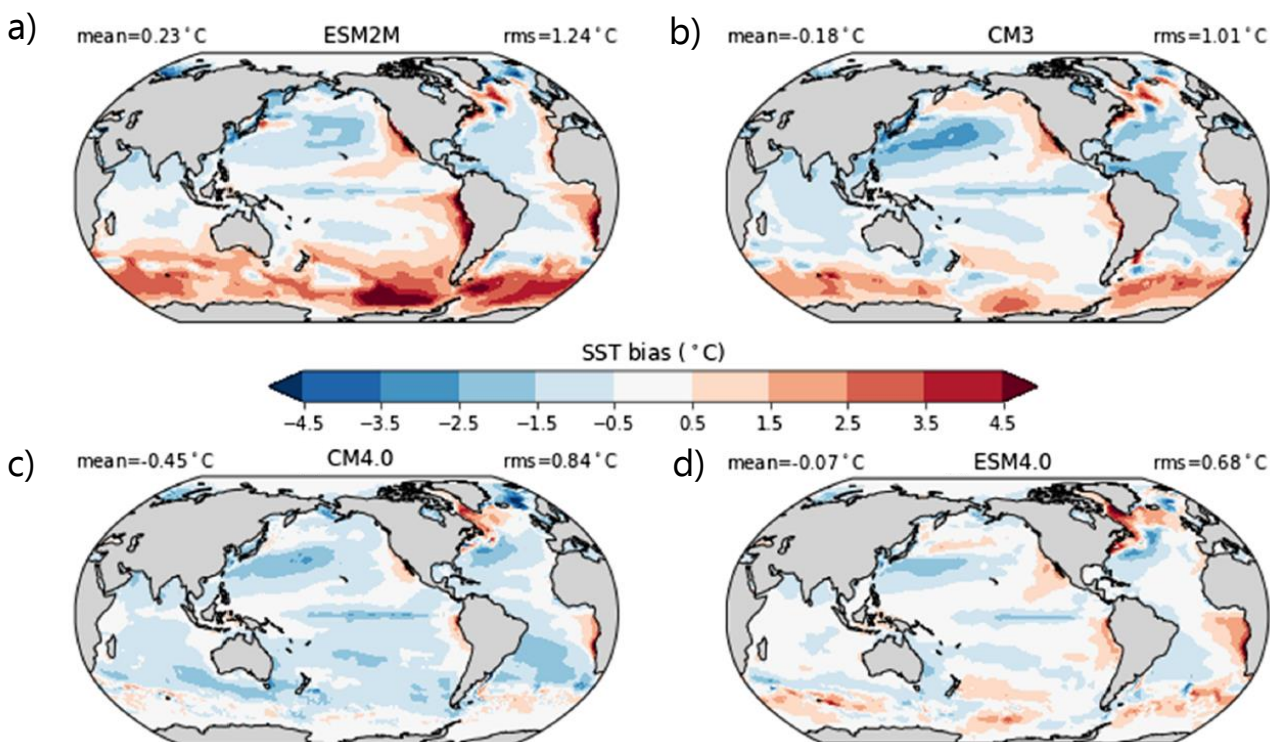 a) mean=0.23°C ESM2M rms=1.24°C
b) mean=-0.18°C CM3 rms=1.01°C
SST bias (°C)
−4.5 −3.5 −2.5 −1.5 −0.5 0.5 1.5 2.5 3.5 4.5
c) mean=-0.45°C CM4.0 rms=0.84°C
d) mean=-0.07°C ESM4.0 rms=0.68°C